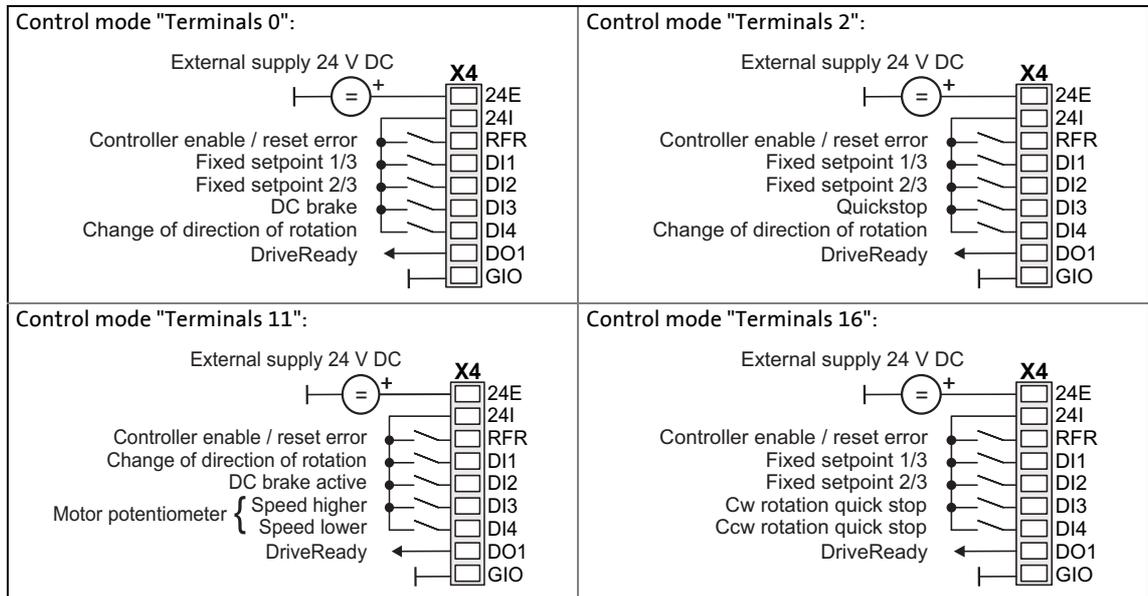 Control mode "Terminals 0":
External supply 24 V DC
X4
=
+
24E
24I
Controller enable / reset error RFR
Fixed setpoint 1/3 DI1
Fixed setpoint 2/3 DI2
DC brake DI3
Change of direction of rotation DI4
DriveReady DO1
GIO
Control mode "Terminals 2":
External supply 24 V DC
X4
=
+
24E
24I
Controller enable / reset error RFR
Fixed setpoint 1/3 DI1
Fixed setpoint 2/3 DI2
Quickstop DI3
Change of direction of rotation DI4
DriveReady DO1
GIO
Control mode "Terminals 11":
External supply 24 V DC
X4
=
+
24E
24I
Controller enable / reset error RFR
Change of direction of rotation DI1
DC brake active DI2
Motor potentiometer { Speed higher DI3
Speed lower DI4
DriveReady DO1
GIO
Control mode "Terminals 16":
External supply 24 V DC
X4
=
+
24E
24I
Controller enable / reset error RFR
Fixed setpoint 1/3 DI1
Fixed setpoint 2/3 DI2
Cw rotation quick stop DI3
Ccw rotation quick stop DI4
DriveReady DO1
GIO